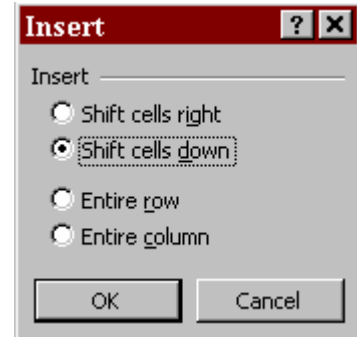 Insert ? X
Insert
Shift cells right
Shift cells down
Entire row
Entire column
OK Cancel